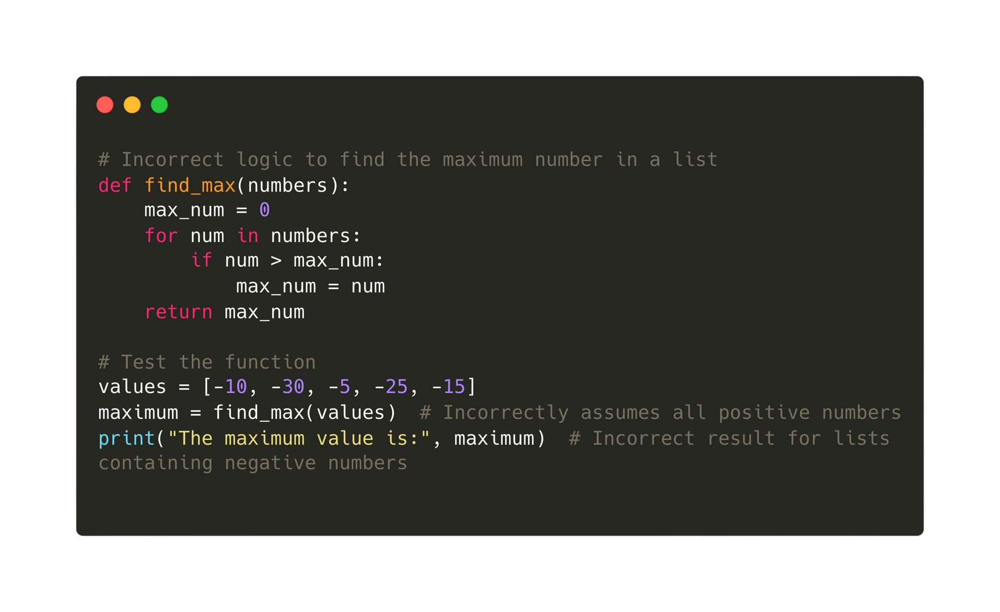 # Incorrect logic to find the maximum number in a list
def find_max(numbers):
    max_num = 0
    for num in numbers:
        if num > max_num:
            max_num = num
    return max_num

# Test the function
values = [-10, -30, -5, -25, -15]
maximum = find_max(values)  # Incorrectly assumes all positive numbers
print("The maximum value is:", maximum)  # Incorrect result for lists
containing negative numbers